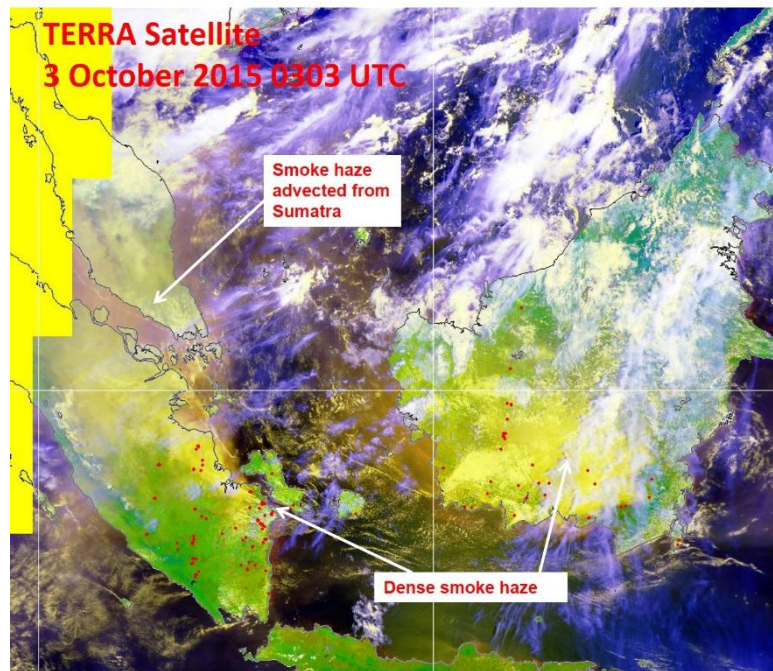 TERRA Satellite
3 October 2015 0303 UTC
Smoke haze
advected from
Sumatra
Dense smoke haze